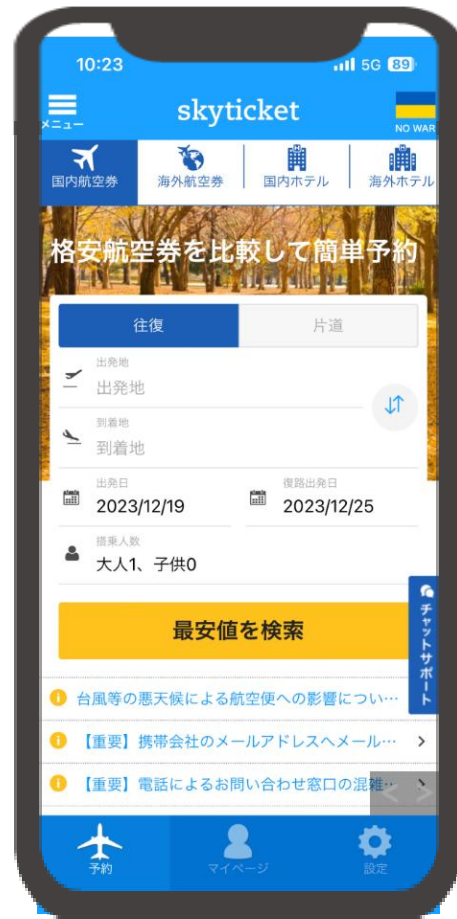 10:23
5G 89
メニュー
skyticket
NO WAR
国内航空券
海外航空券
国内ホテル
海外ホテル
格安航空券を比較して簡単予約
往復
片道
出発地
出発地
到着地
到着地
出発日
2023/12/19
復路出発日
2023/12/25
搭乗人数
大人1、子供0
最安値を検索
チャットサポート
台風等の悪天候による航空便への影響につい…
【重要】携帯会社のメールアドレスへメール…
【重要】電話によるお問い合わせ窓口の混雑…
予約
マイページ
設定